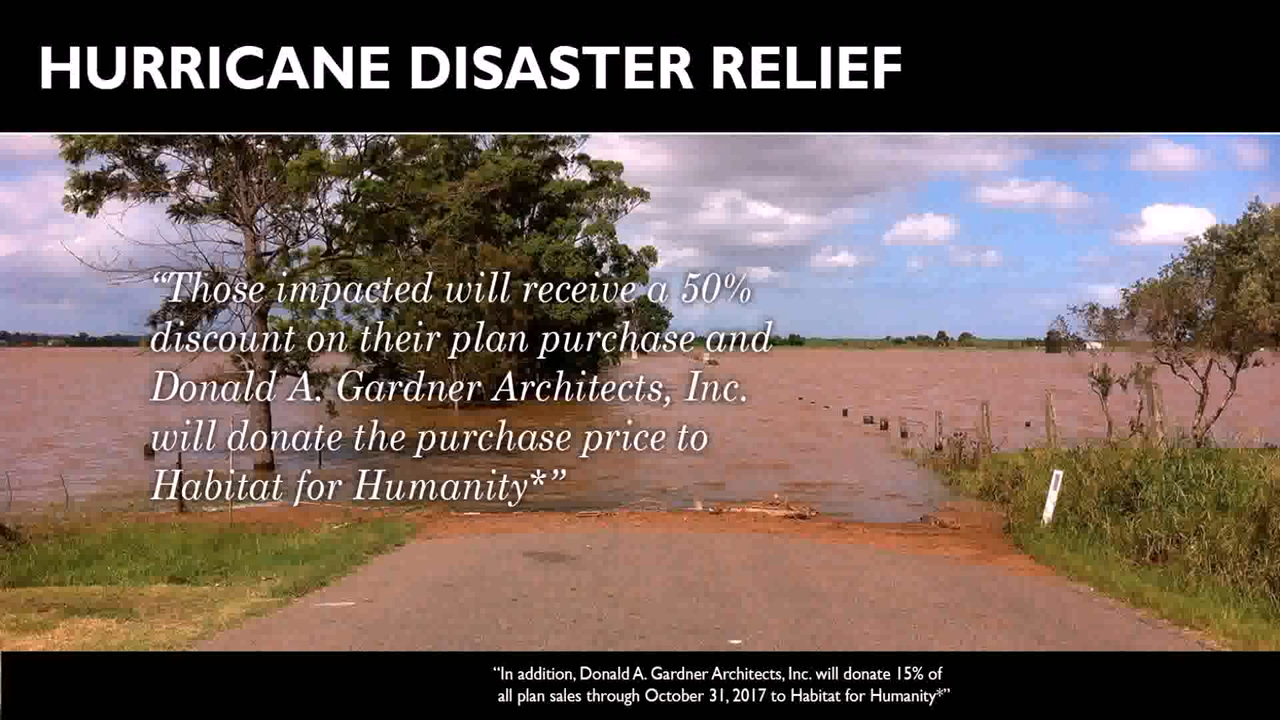 HURRICANE DISASTER RELIEF
“Those impacted will receive a 50%
discount on their plan purchase and
Donald A. Gardner Architects, Inc.
will donate the purchase price to
Habitat for Humanity*”
“In addition, Donald A. Gardner Architects, Inc. will donate 15% of
all plan sales through October 31, 2017 to Habitat for Humanity*”